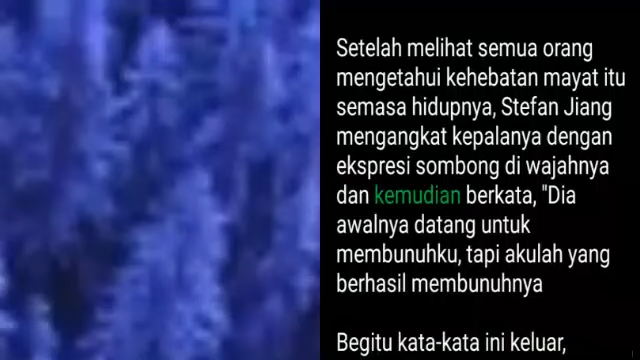 Setelah melihat semua orang
mengetahui kehebatan mayat itu
semasa hidupnya, Stefan Jiang
mengangkat kepalanya dengan
ekspresi sombong di wajahnya
dan kemudian berkata, "Dia
awalnya datang untuk
membunuhku, tapi akulah yang
berhasil membunuhnya
Begitu kata-kata ini keluar,